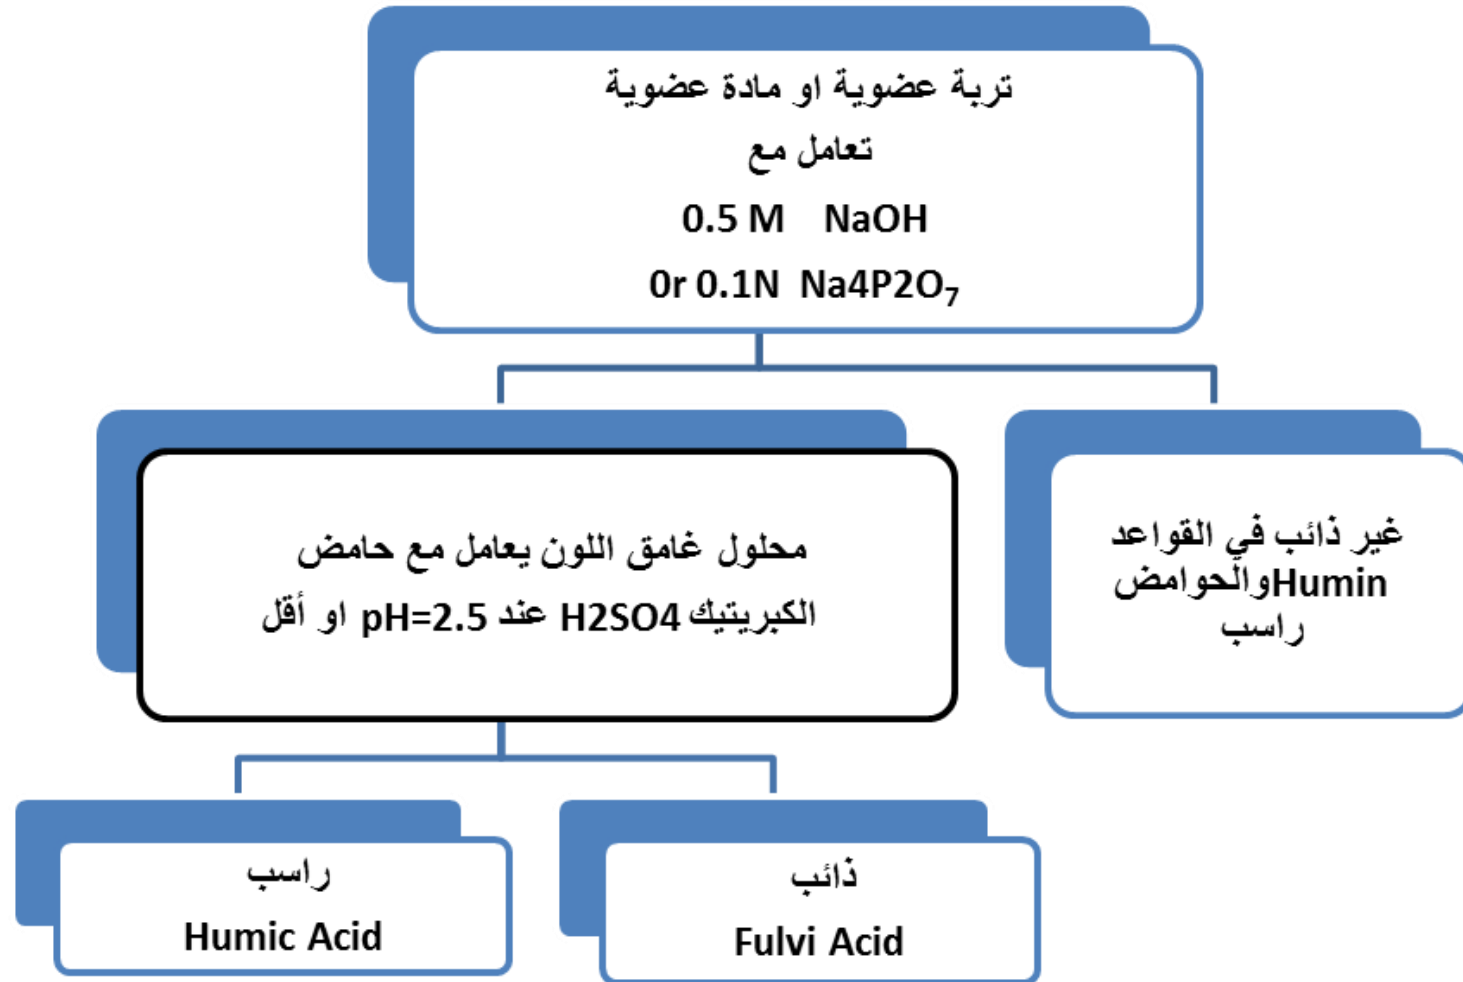 تربة عضوية او مادة عضوية
تعامل مع
0.5 M NaOH
0r 0.1N Na4P2O₇
محلول غامق اللون يعامل مع حامض
الكبريتيك H2SO4 عند pH=2.5 او أقل
غير ذائب في القواعد
والحوامضHumin
راسب
راسب
Humic Acid
ذائب
Fulvi Acid